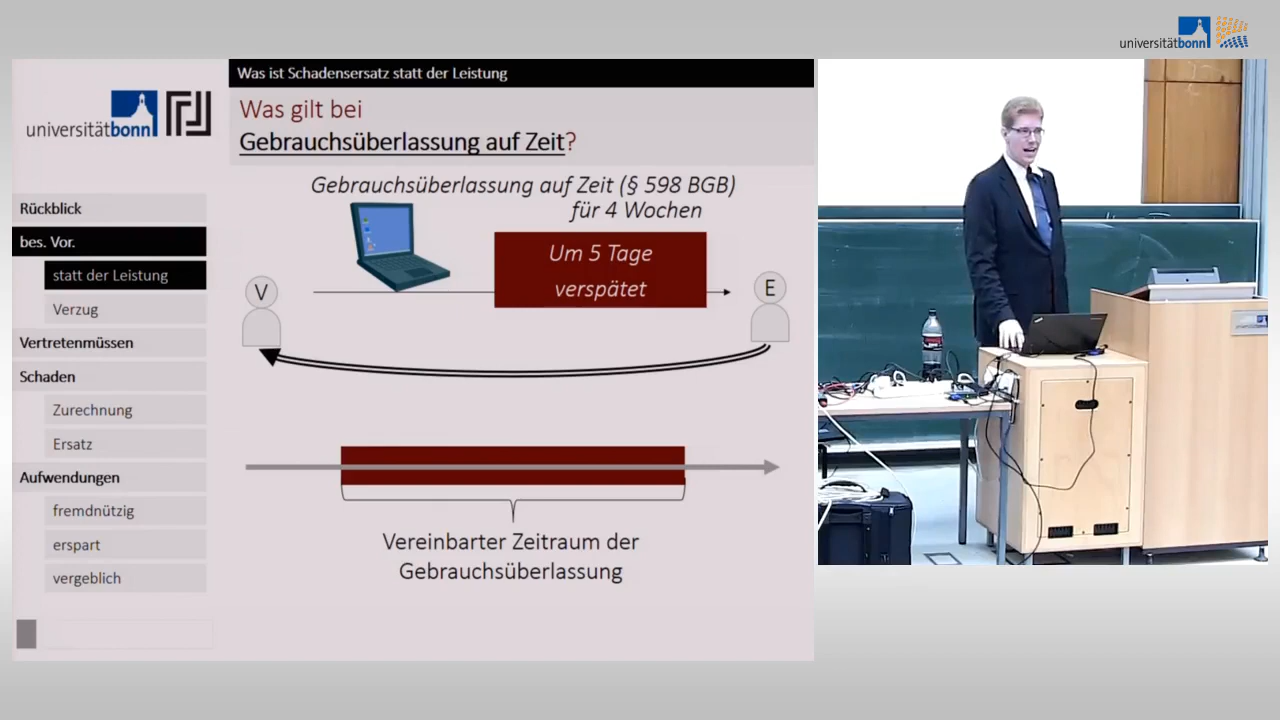 universitätbonn
Was ist Schadensersatz statt der Leistung
universitätbonn
Was gilt bei
Gebrauchsüberlassung auf Zeit?
Rückblick
bes. Vor.
statt der Leistung
Verzug
Vertretenmüssen
Schaden
Zurechnung
Ersatz
Aufwendungen
fremdnützig
erspart
vergeblich
Gebrauchsüberlassung auf Zeit (§ 598 BGB)
für 4 Wochen
Um 5 Tage
verspätet
V
E
Vereinbarter Zeitraum der
Gebrauchsüberlassung